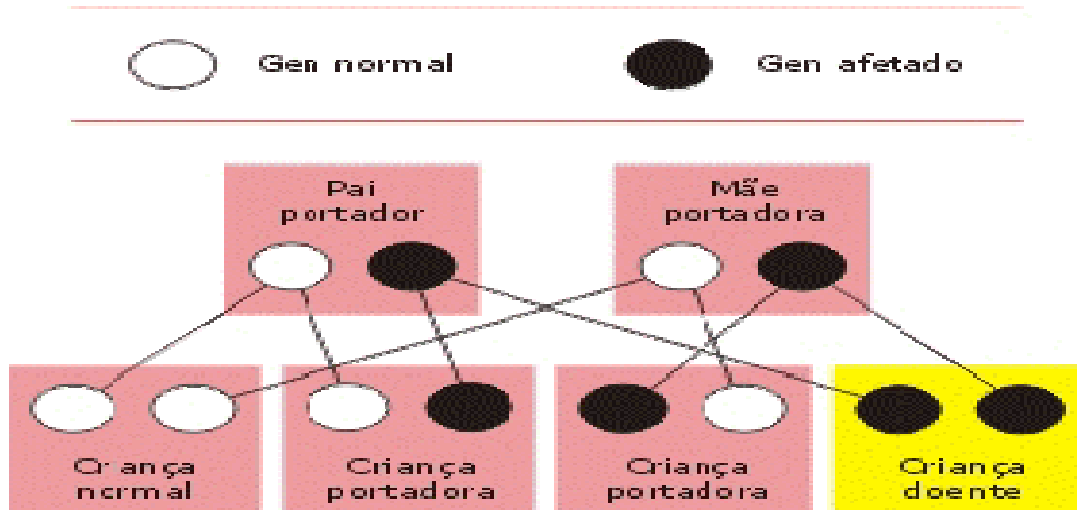 Gen normal
Gen afetado
Pai
portador
Mãe
portadora
Criança
normal
Criança
portadora
Criança
portadora
Criança
doente